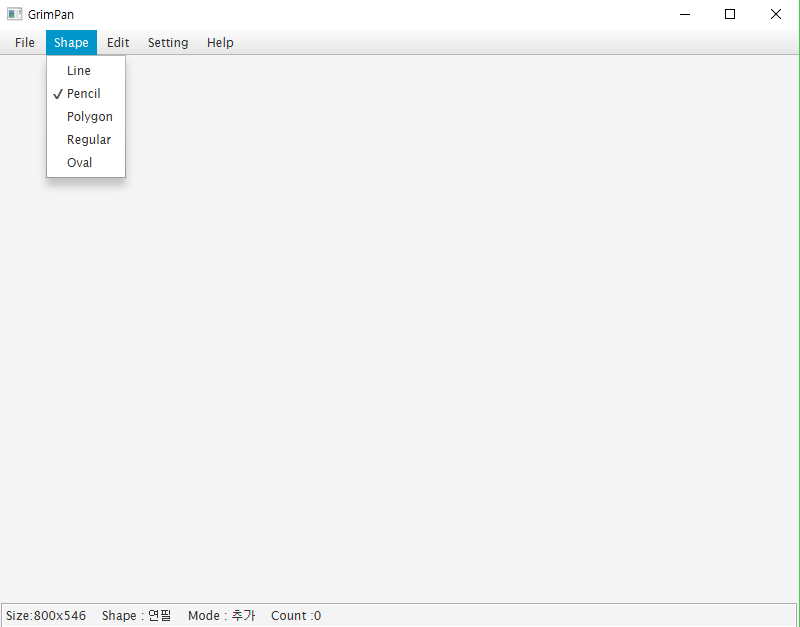 GrimPan
File Shape Edit Setting Help
Line
Pencil
Polygon
Regular
Oval
Size:800x546 Shape : 연필 Mode : 추가 Count :0